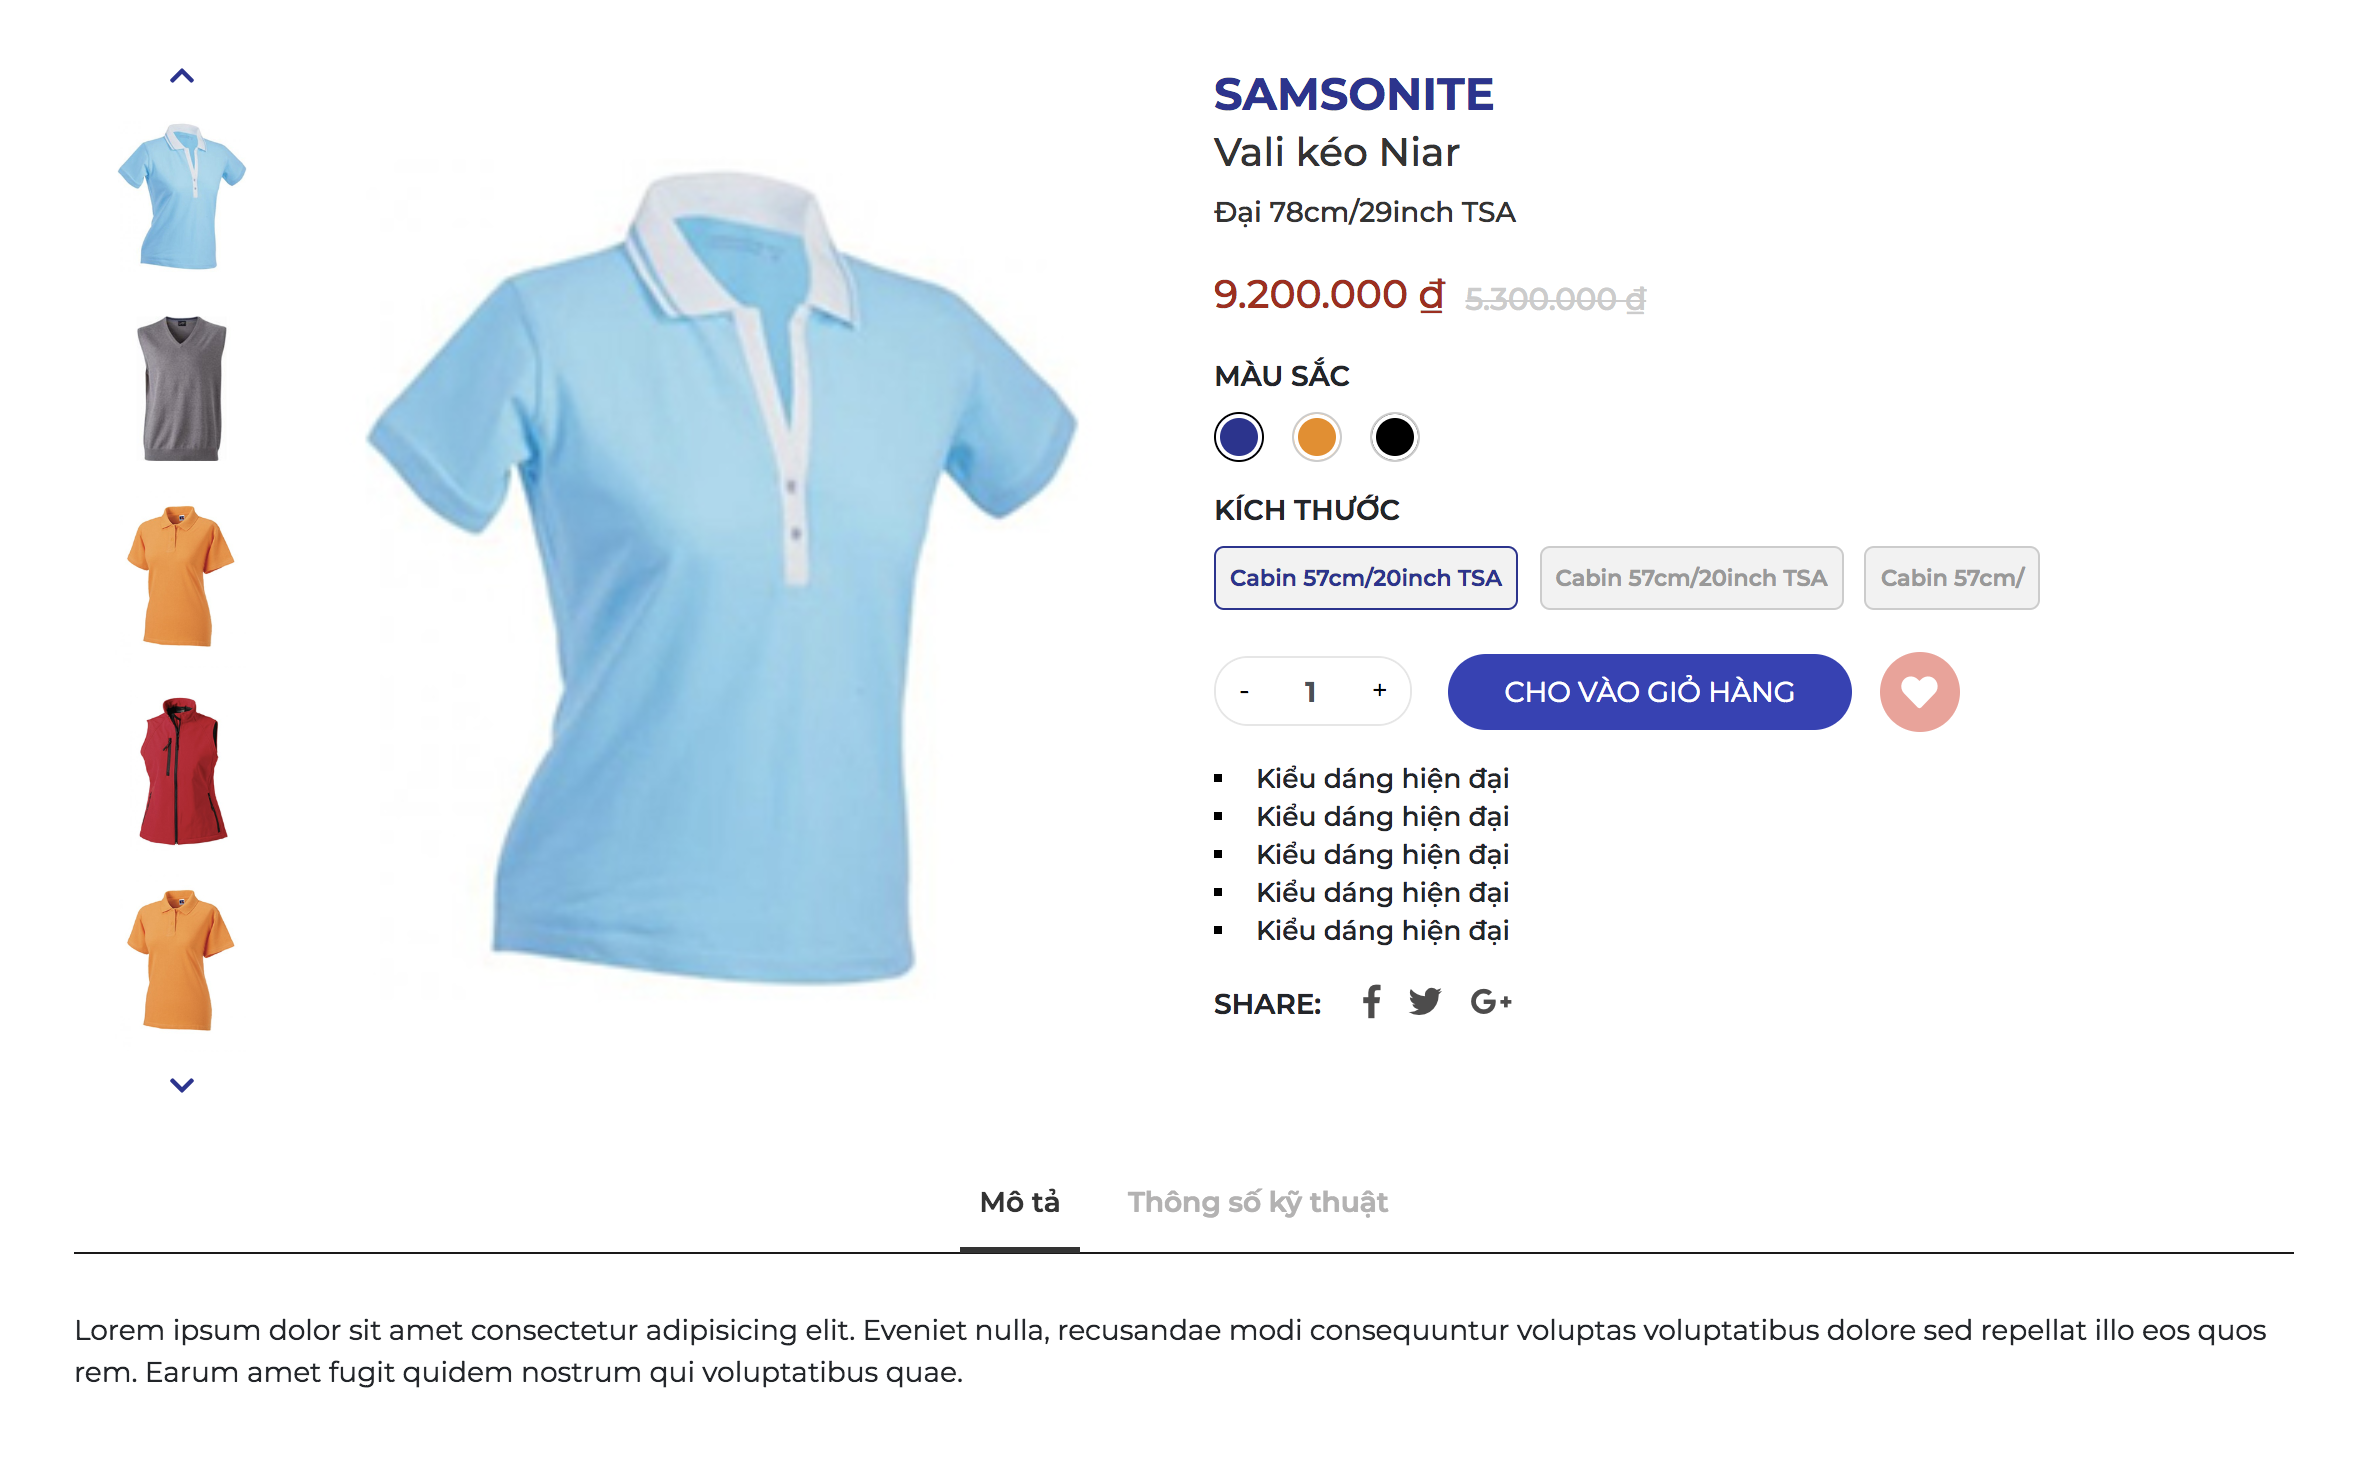 SAMSONITE
Vali kéo Niar
Đại 78cm/29inch TSA
9.200.000 ₫ 5.300.000 ₫
MÀU SẮC
KÍCH THƯỚC
Cabin 57cm/20inch TSA Cabin 57cm/20inch TSA Cabin 57cm/
- 1 + CHO VÀO GIỎ HÀNG
Kiểu dáng hiện đại
Kiểu dáng hiện đại
Kiểu dáng hiện đại
Kiểu dáng hiện đại
Kiểu dáng hiện đại
SHARE: f G+
Mô tả Thông số kỹ thuật
Lorem ipsum dolor sit amet consectetur adipisicing elit. Eveniet nulla, recusandae modi consequuntur voluptas voluptatibus dolore sed repellat illo eos quos
rem. Earum amet fugit quidem nostrum qui voluptatibus quae.